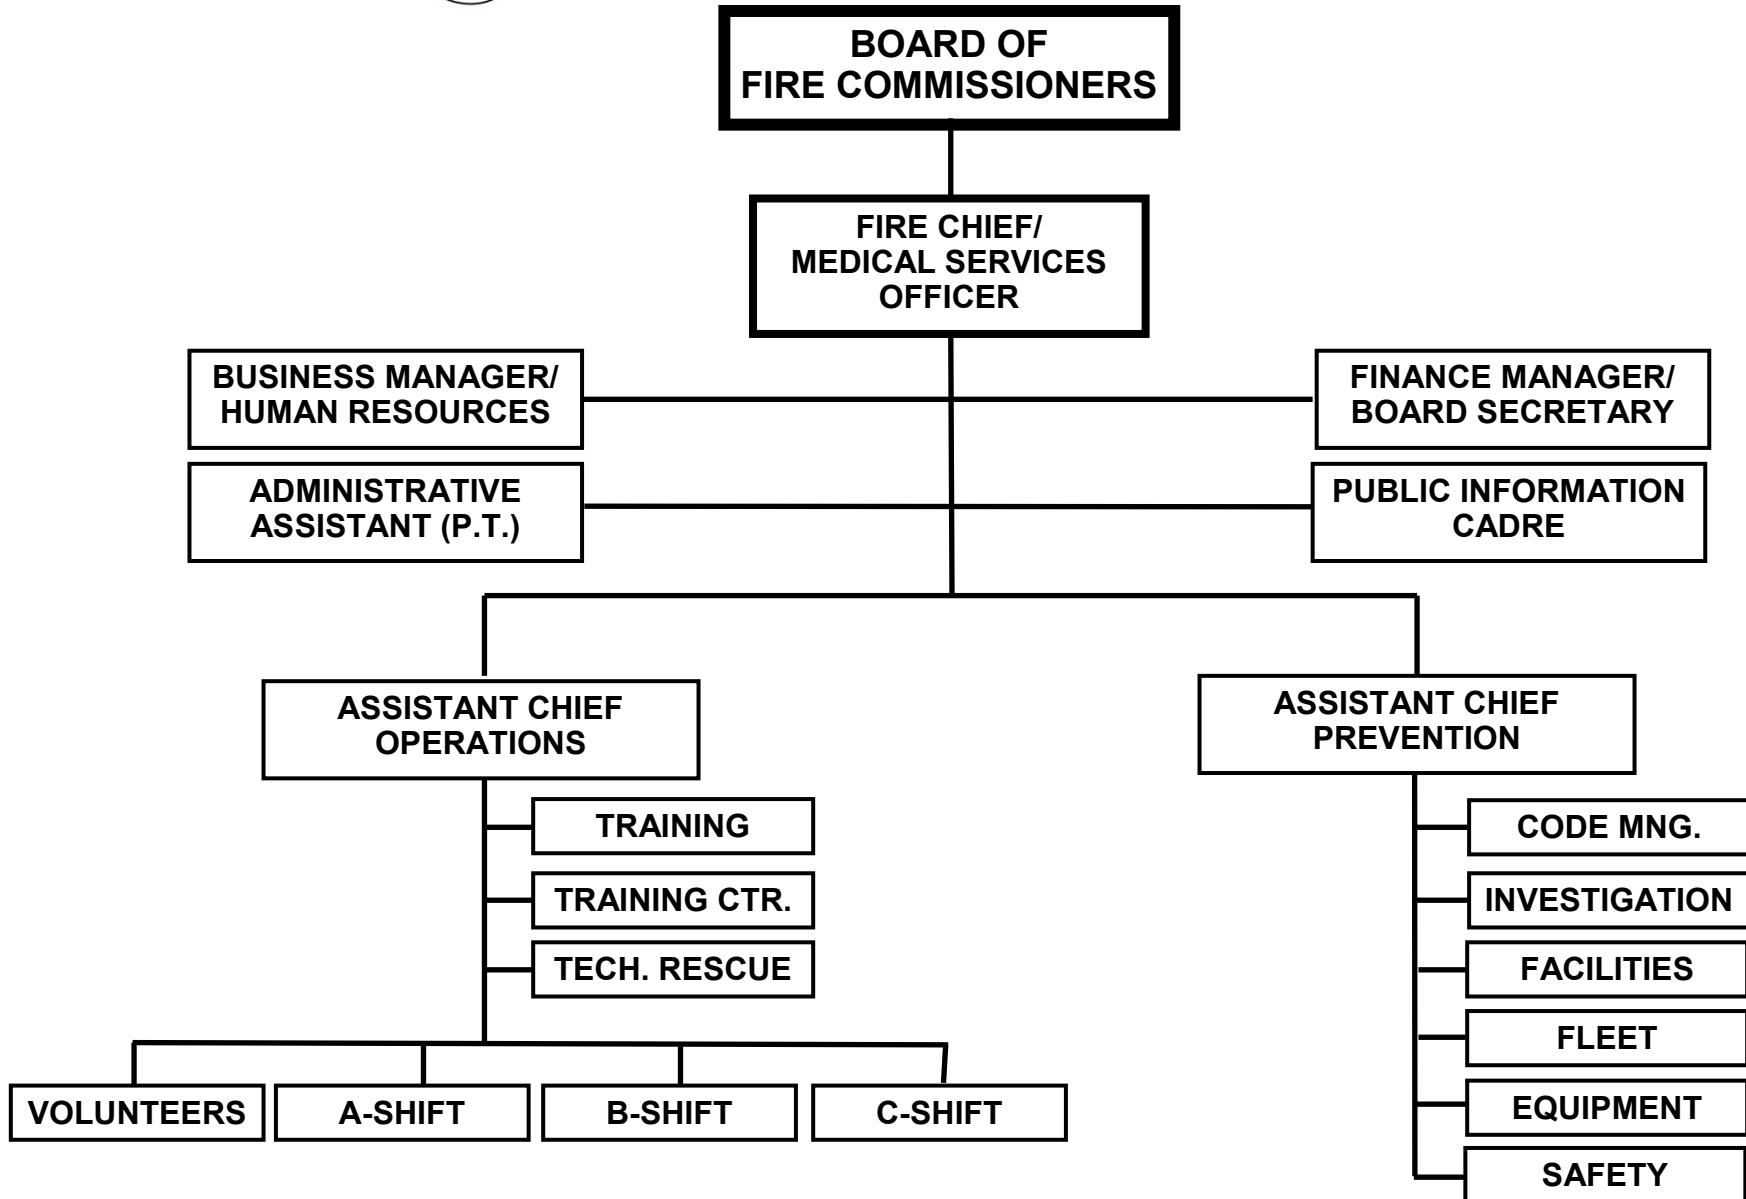 BOARD OF
FIRE COMMISSIONERS
FIRE CHIEF/
MEDICAL SERVICES
OFFICER
BUSINESS MANAGER/
HUMAN RESOURCES
FINANCE MANAGER/
BOARD SECRETARY
ADMINISTRATIVE
ASSISTANT (P.T.)
PUBLIC INFORMATION
CADRE
ASSISTANT CHIEF
OPERATIONS
ASSISTANT CHIEF
PREVENTION
TRAINING
TRAINING CTR.
TECH. RESCUE
VOLUNTEERS
A-SHIFT
B-SHIFT
C-SHIFT
CODE MNG.
INVESTIGATION
FACILITIES
FLEET
EQUIPMENT
SAFETY